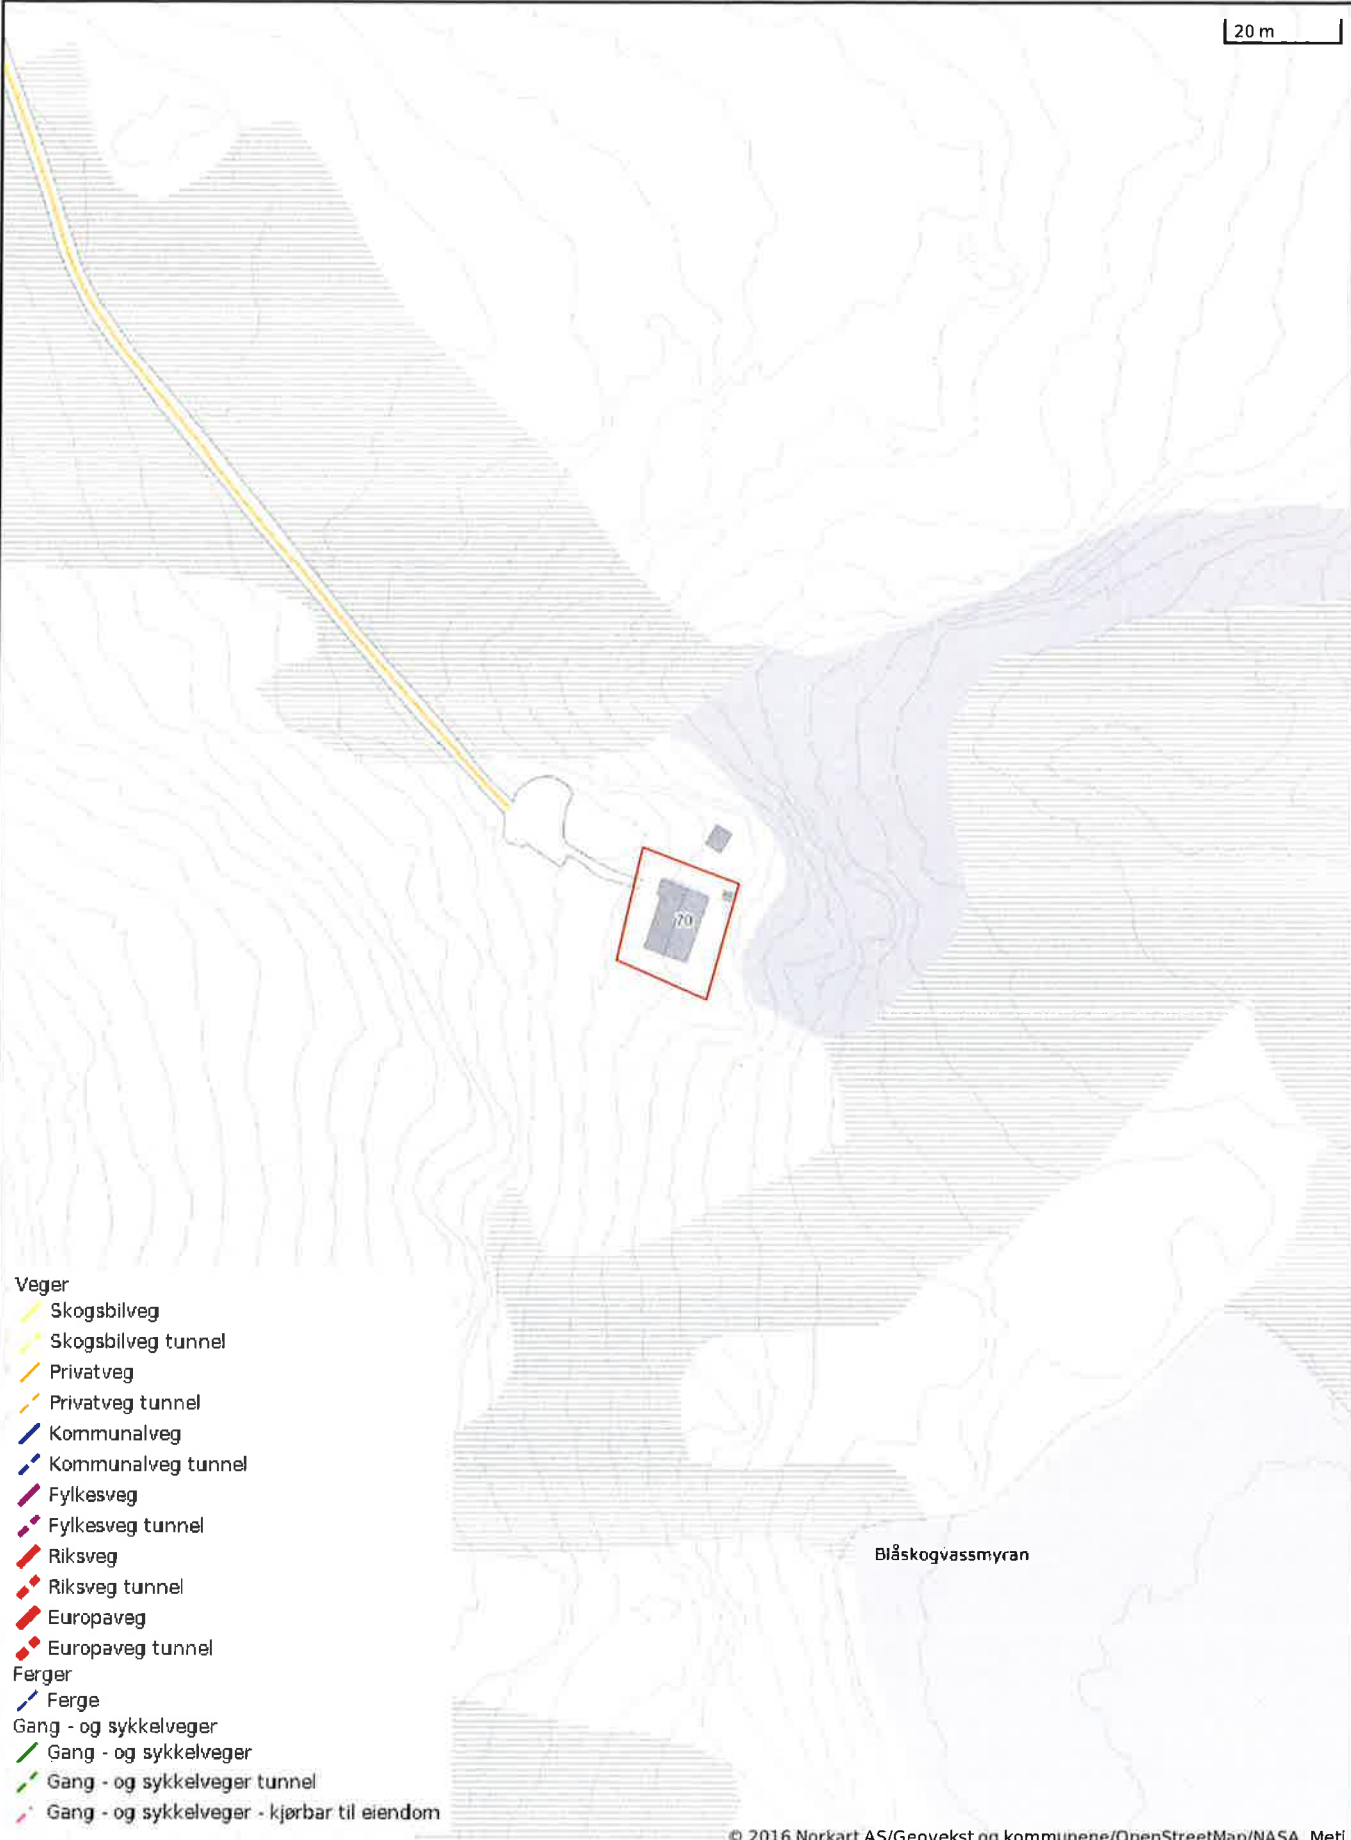 20 m
70
Blåskogvassmyran
Veger
Skogsbilveg
Skogsbilveg tunnel
Privatveg
Privatveg tunnel
Kommunalveg
Kommunalveg tunnel
Fylkesveg
Fylkesveg tunnel
Riksveg
Riksveg tunnel
Europaveg
Europaveg tunnel
Ferger
Ferge
Gang - og sykkelveger
Gang - og sykkelveger
Gang - og sykkelveger tunnel
Gang - og sykkelveger - kjørbar til eiendom
© 2016 Norkart AS/Geovekst og kommunene/OpenStreetMap/NASA, Meti